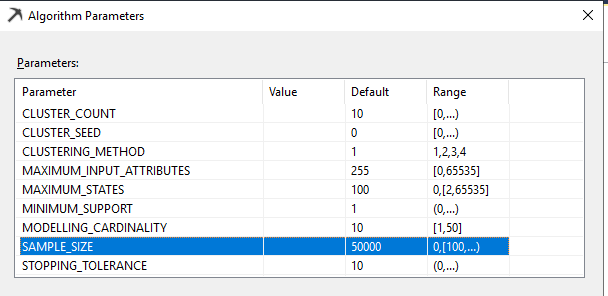 Algorithm Parameters
Parameters:
Parameter Value Default Range
CLUSTER_COUNT 10 [0,...)
CLUSTER_SEED 0 [0,...)
CLUSTERING_METHOD 1 1,2,3,4
MAXIMUM_INPUT_ATTRIBUTES 255 [0,65535]
MAXIMUM_STATES 100 0,[2,65535]
MINIMUM_SUPPORT 1 (0,...)
MODELLING_CARDINALITY 10 [1,50]
SAMPLE_SIZE 50000 0,[100,...)
STOPPING_TOLERANCE 10 (0,...)